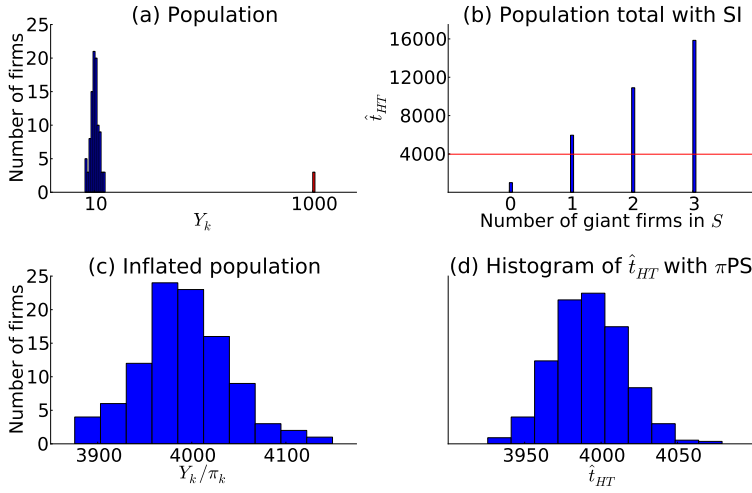 (a) Population
25
20
15
10
5
0
Number of firms
10
1000
Y_k
(b) Population total with SI
16000
12000
8000
4000
t̂_HT
0
1
2
3
Number of giant firms in S
(c) Inflated population
25
20
15
10
5
0
Number of firms
3900
4000
4100
Y_k/π_k
(d) Histogram of t̂_HT with πPS
3950
4000
4050
t̂_HT